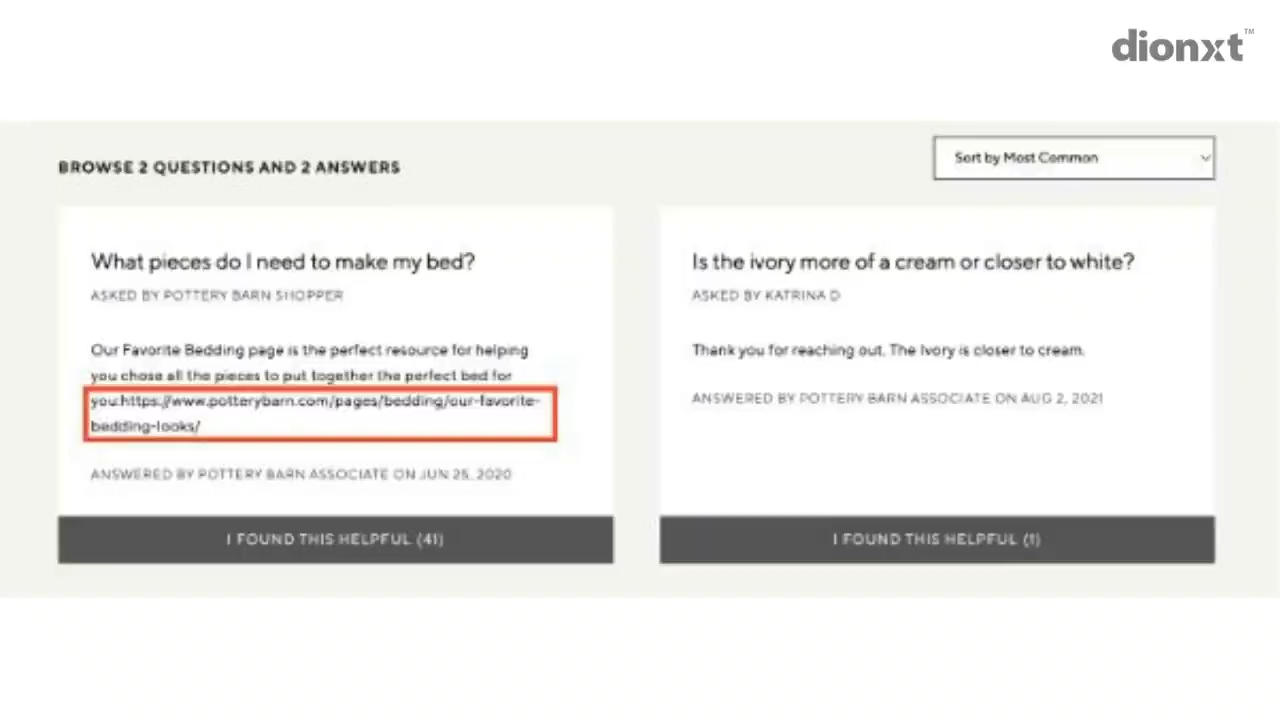 dionxt™
BROWSE 2 QUESTIONS AND 2 ANSWERS
Sort by Most Common
What pieces do I need to make my bed?
ASKED BY POTTERY BARN SHOPPER
Our Favorite Bedding page is the perfect resource for helping
you chose all the pieces to put together the perfect bed for
you:https://www.potterybarn.com/pages/bedding/our-favorite-
bedding-looks/
ANSWERED BY POTTERY BARN ASSOCIATE ON JUN 25, 2020
I FOUND THIS HELPFUL (41)
Is the ivory more of a cream or closer to white?
ASKED BY KATRINA D
Thank you for reaching out. The Ivory is closer to cream.
ANSWERED BY POTTERY BARN ASSOCIATE ON AUG 2, 2021
I FOUND THIS HELPFUL (1)